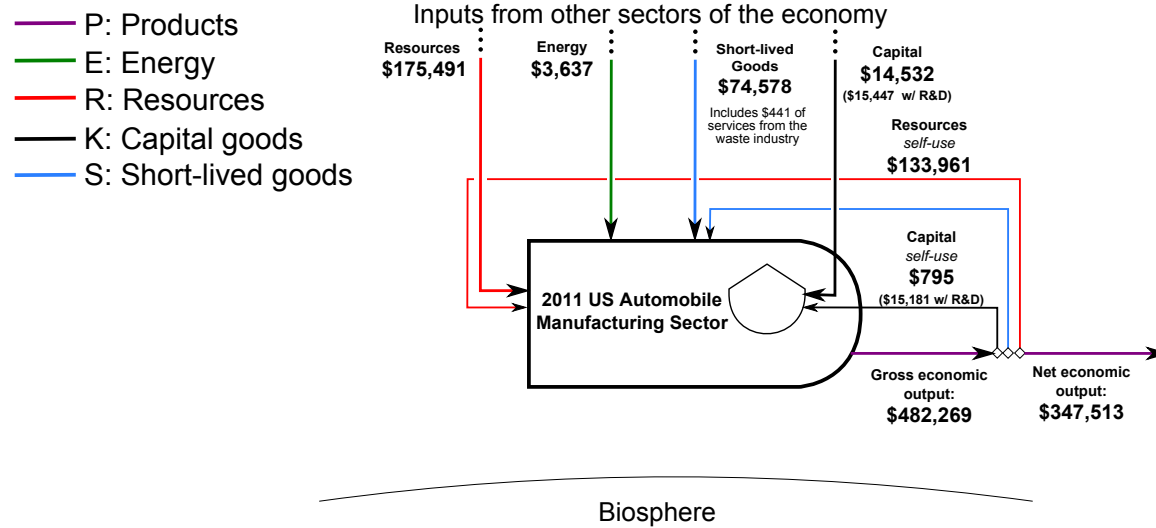 Inputs from other sectors of the economy
P: Products
E: Energy
R: Resources
K: Capital goods
S: Short-lived goods
Resources
$175,491
Energy
$3,637
Short-lived
Goods
$74,578
Includes $441 of
services from the
waste industry
Capital
$14,532
($15,447 w/ R&D)
Resources
self-use
$133,961
Capital
self-use
$795
($15,181 w/ R&D)
2011 US Automobile
Manufacturing Sector
Gross economic
output:
$482,269
Net economic
output:
$347,513
Biosphere